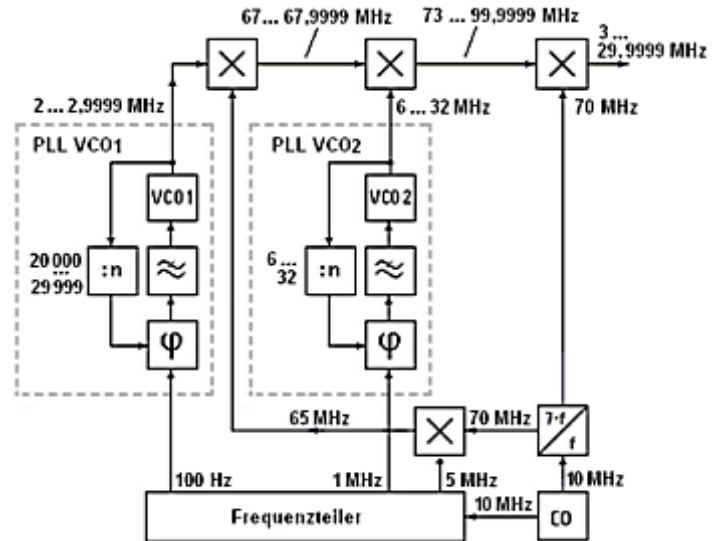 67... 67,9999 MHz
73 ... 99,9999 MHz
3 ...
29,9999 MHz
2 ... 2,9999 MHz
6 ... 32 MHz
70 MHz
PLL VCO1
PLL VCO2
VCO1
VCO2
20 000
...
29 999
:n
6 ...
32
:n
φ
φ
65 MHz
70 MHz
7·f
f
100 Hz
1 MHz
5 MHz
10 MHz
10 MHz
Frequenzteiler
CO